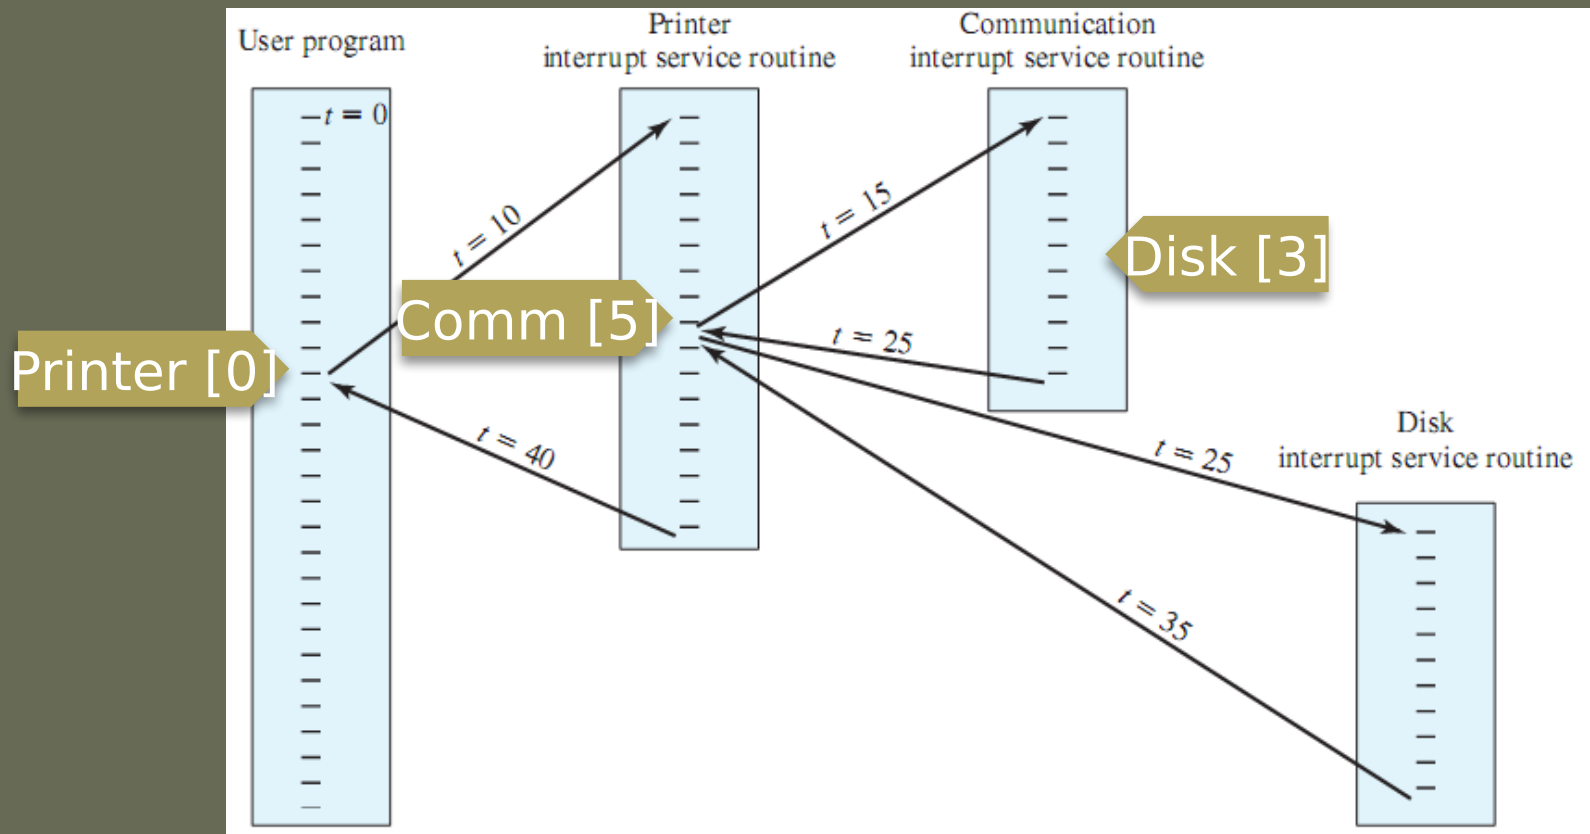 User program
Printer
interrupt service routine
Communication
interrupt service routine
t = 0
t = 10
t = 15
Disk [3]
Comm [5]
Printer [0]
t = 25
t = 40
t = 25
Disk
interrupt service routine
t = 35